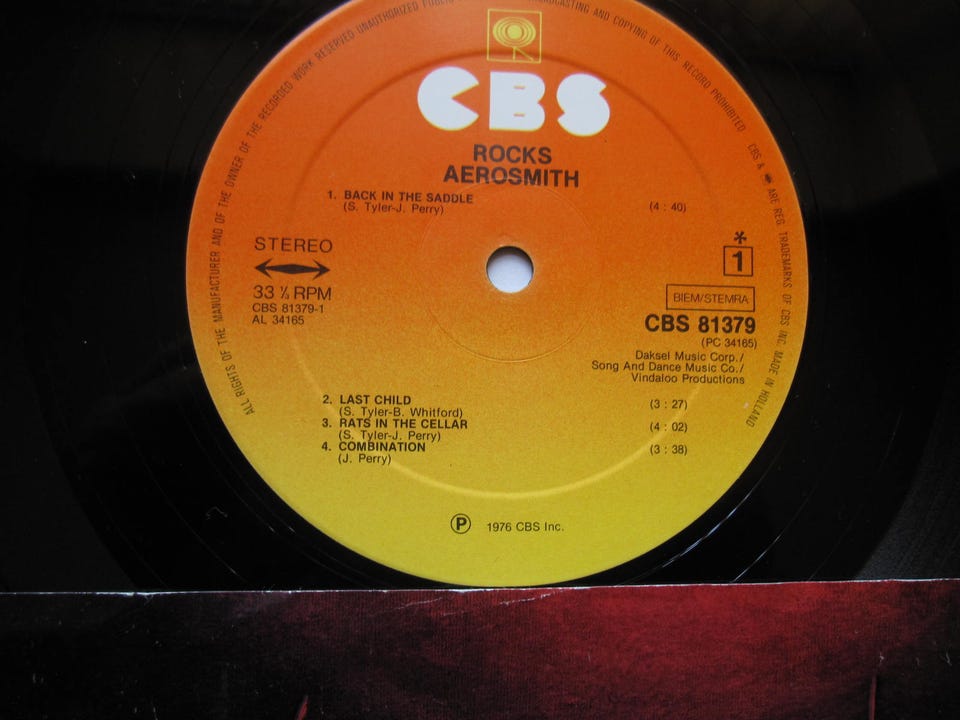 ALL RIGHTS OF THE MANUFACTURER AND OF THE OWNER OF THE RECORDED WORK RESERVED UNAUTHORIZED PUBLIC BROADCASTING AND COPYING OF THIS RECORD PROHIBITED CBS & ARE REG. TRADEMARKS OF CBS INC. MADE IN HOLLAND
CBS
ROCKS
AEROSMITH
1. BACK IN THE SADDLE
(S. Tyler-J. Perry) (4 : 40)
STEREO
33 ⅓ RPM
CBS 81379-1
AL 34165
*
1
BIEM/STEMRA
CBS 81379
(PC 34165)
Daksel Music Corp./
Song And Dance Music Co./
Vindaloo Productions
2. LAST CHILD (3 : 27)
(S. Tyler-B. Whitford)
3. RATS IN THE CELLAR (4 : 02)
(S. Tyler-J. Perry)
4. COMBINATION (3 : 38)
(J. Perry)
Ⓟ 1976 CBS Inc.